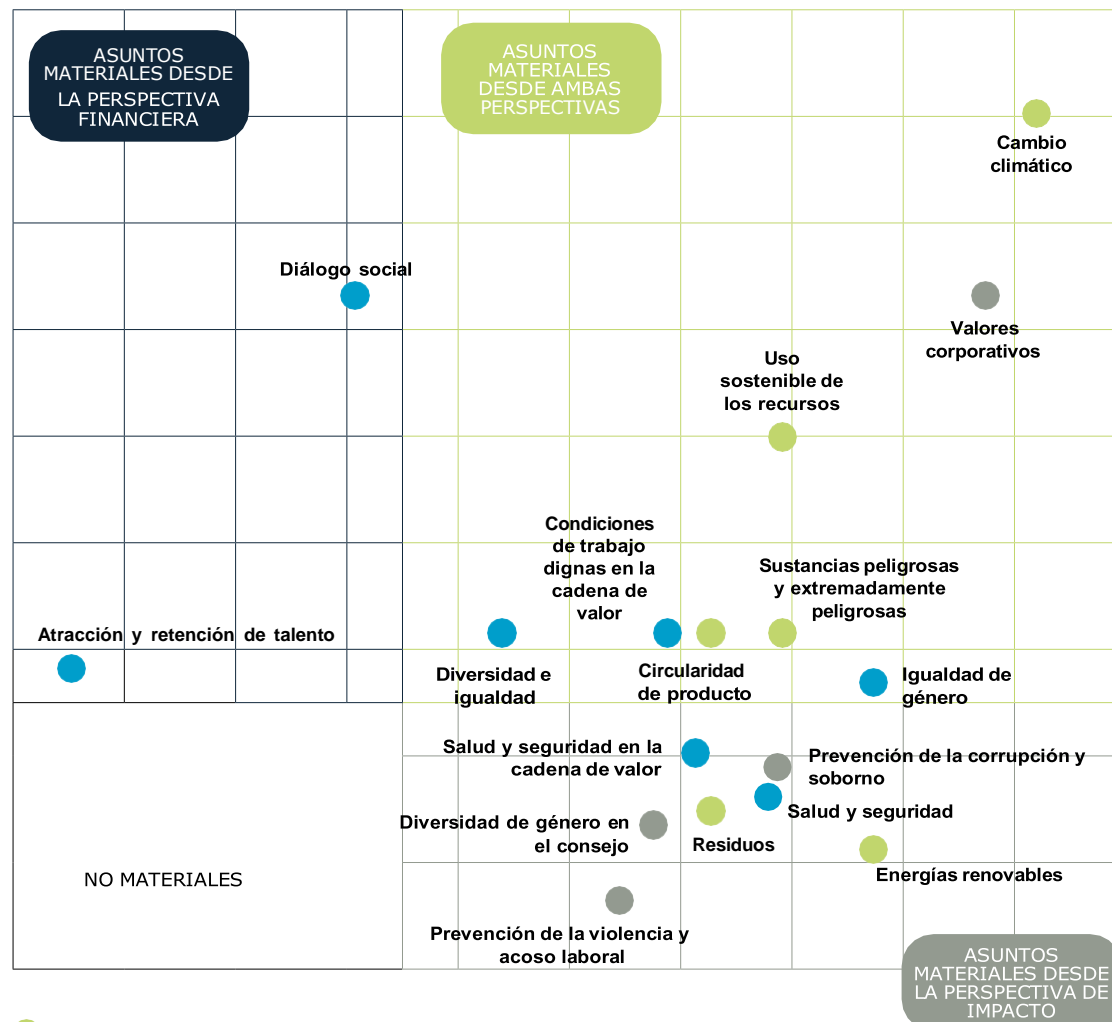 ASUNTOS
MATERIALES DESDE
LA PERSPECTIVA
FINANCIERA
ASUNTOS
MATERIALES
DESDE AMBAS
PERSPECTIVAS
Cambio
climático
Diálogo social
Valores
corporativos
Uso
sostenible de
los recursos
Condiciones
de trabajo
dignas en la
cadena de
valor
Sustancias peligrosas
y extremadamente
peligrosas
Atracción y retención de talento
Diversidad e
igualdad
Circularidad
de producto
Igualdad de
género
Salud y seguridad en la
cadena de valor
Prevención de la corrupción y
soborno
Salud y seguridad
Diversidad de género en
el consejo
Residuos
Energías renovables
NO MATERIALES
Prevención de la violencia y
acoso laboral
ASUNTOS
MATERIALES DESDE
LA PERSPECTIVA DE
IMPACTO